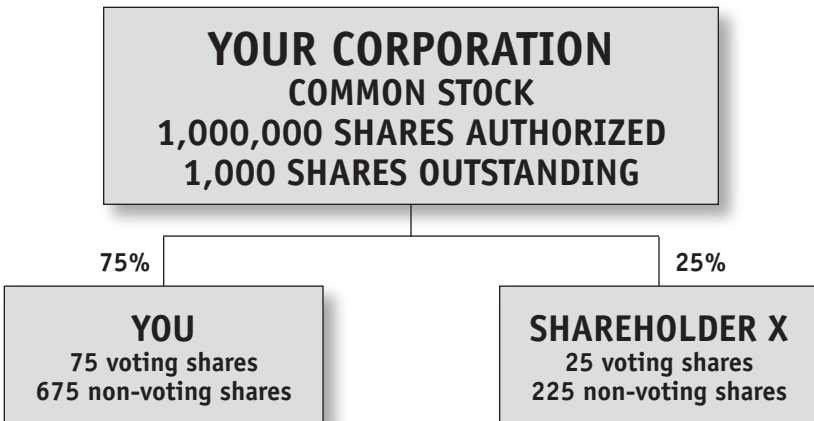 YOUR CORPORATION
COMMON STOCK
1,000,000 SHARES AUTHORIZED
1,000 SHARES OUTSTANDING
75%
25%
YOU
75 voting shares
675 non-voting shares
SHAREHOLDER X
25 voting shares
225 non-voting shares